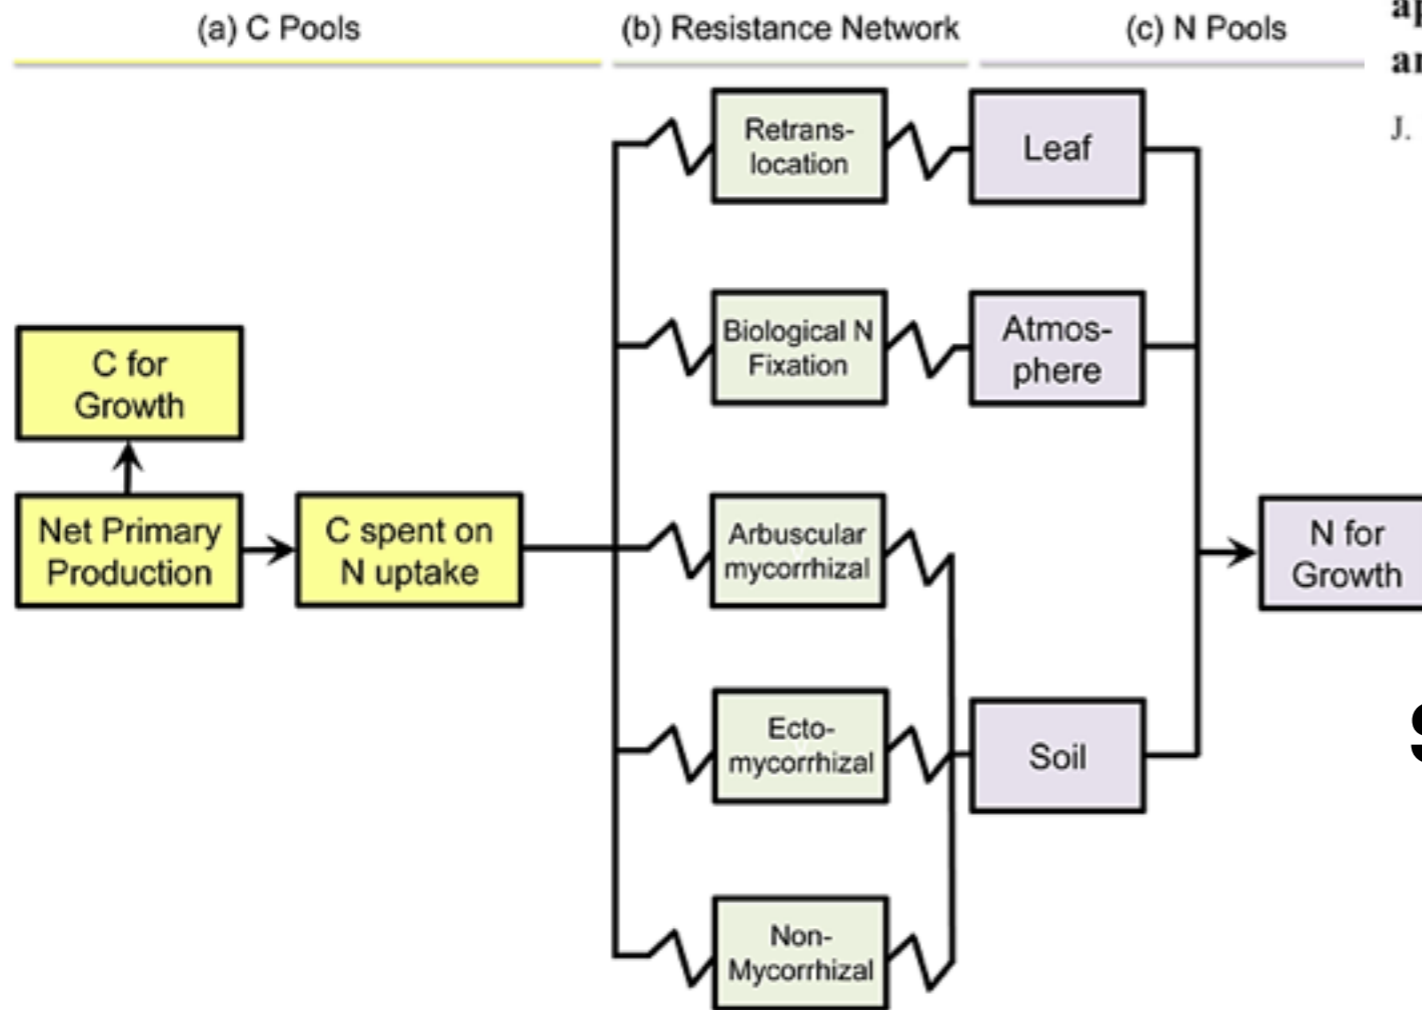 (a) C Pools
(b) Resistance Network
(c) N Pools
J.
Retrans-
location
Leaf
Biological N
Fixation
Atmos-
phere
C for
Growth
Net Primary
Production
C spent on
N uptake
Arbuscular
mycorrhizal
N for
Growth
Ecto-
mycorrhizal
Soil
Non-
Mycorrhizal